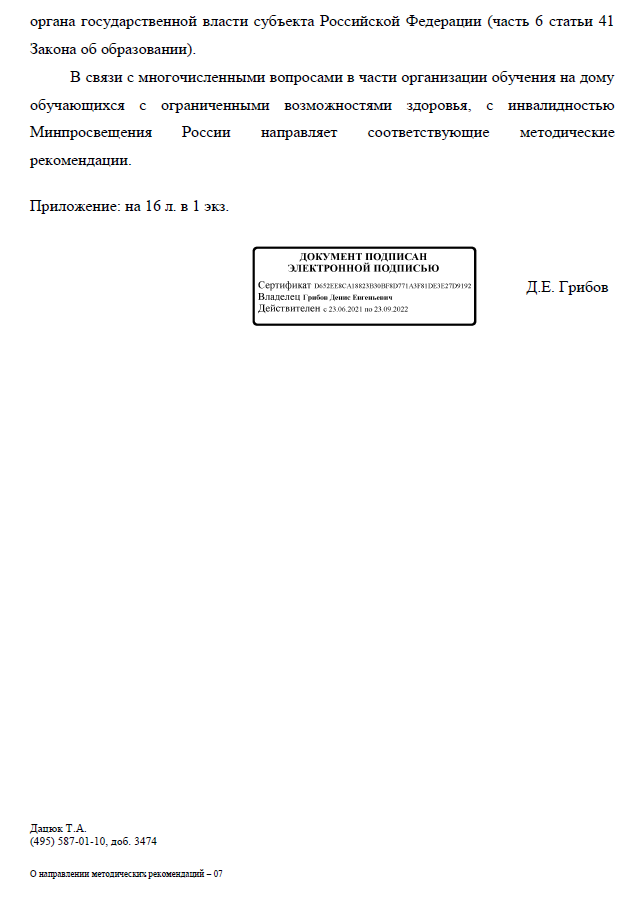 органа государственной власти субъекта Российской Федерации (часть 6 статьи 41
Закона об образовании).
В связи с многочисленными вопросами в части организации обучения на дому
обучающихся с ограниченными возможностями здоровья, с инвалидностью
Минпросвещения России направляет соответствующие методические
рекомендации.
Приложение: на 16 л. в 1 экз.
ДОКУМЕНТ ПОДПИСАН
ЭЛЕКТРОННОЙ ПОДПИСЬЮ
Сертификат D652EE8CA18823B30BF8D771A3F81DE3E27D9192
Владелец Грибов Денис Евгеньевич
Действителен с 23.06.2021 по 23.09.2022
Д.Е. Грибов
Дацюк Т.А.
(495) 587-01-10, доб. 3474
О направлении методических рекомендаций – 07